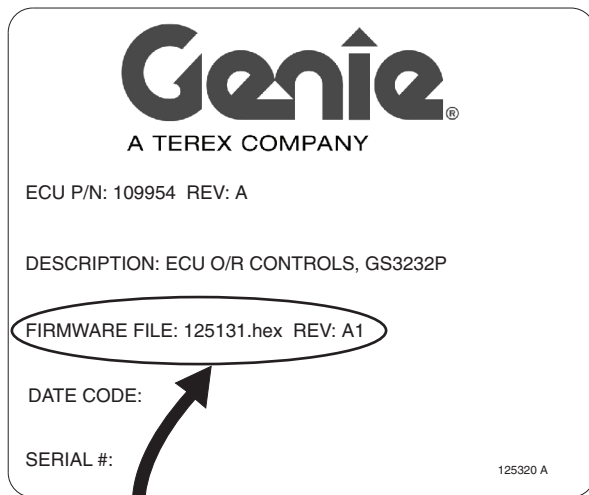 Genie®
A TEREX COMPANY
ECU P/N: 109954 REV: A
DESCRIPTION: ECU O/R CONTROLS, GS3232P
FIRMWARE FILE: 125131.hex REV: A1
DATE CODE:
SERIAL #:
125320 A